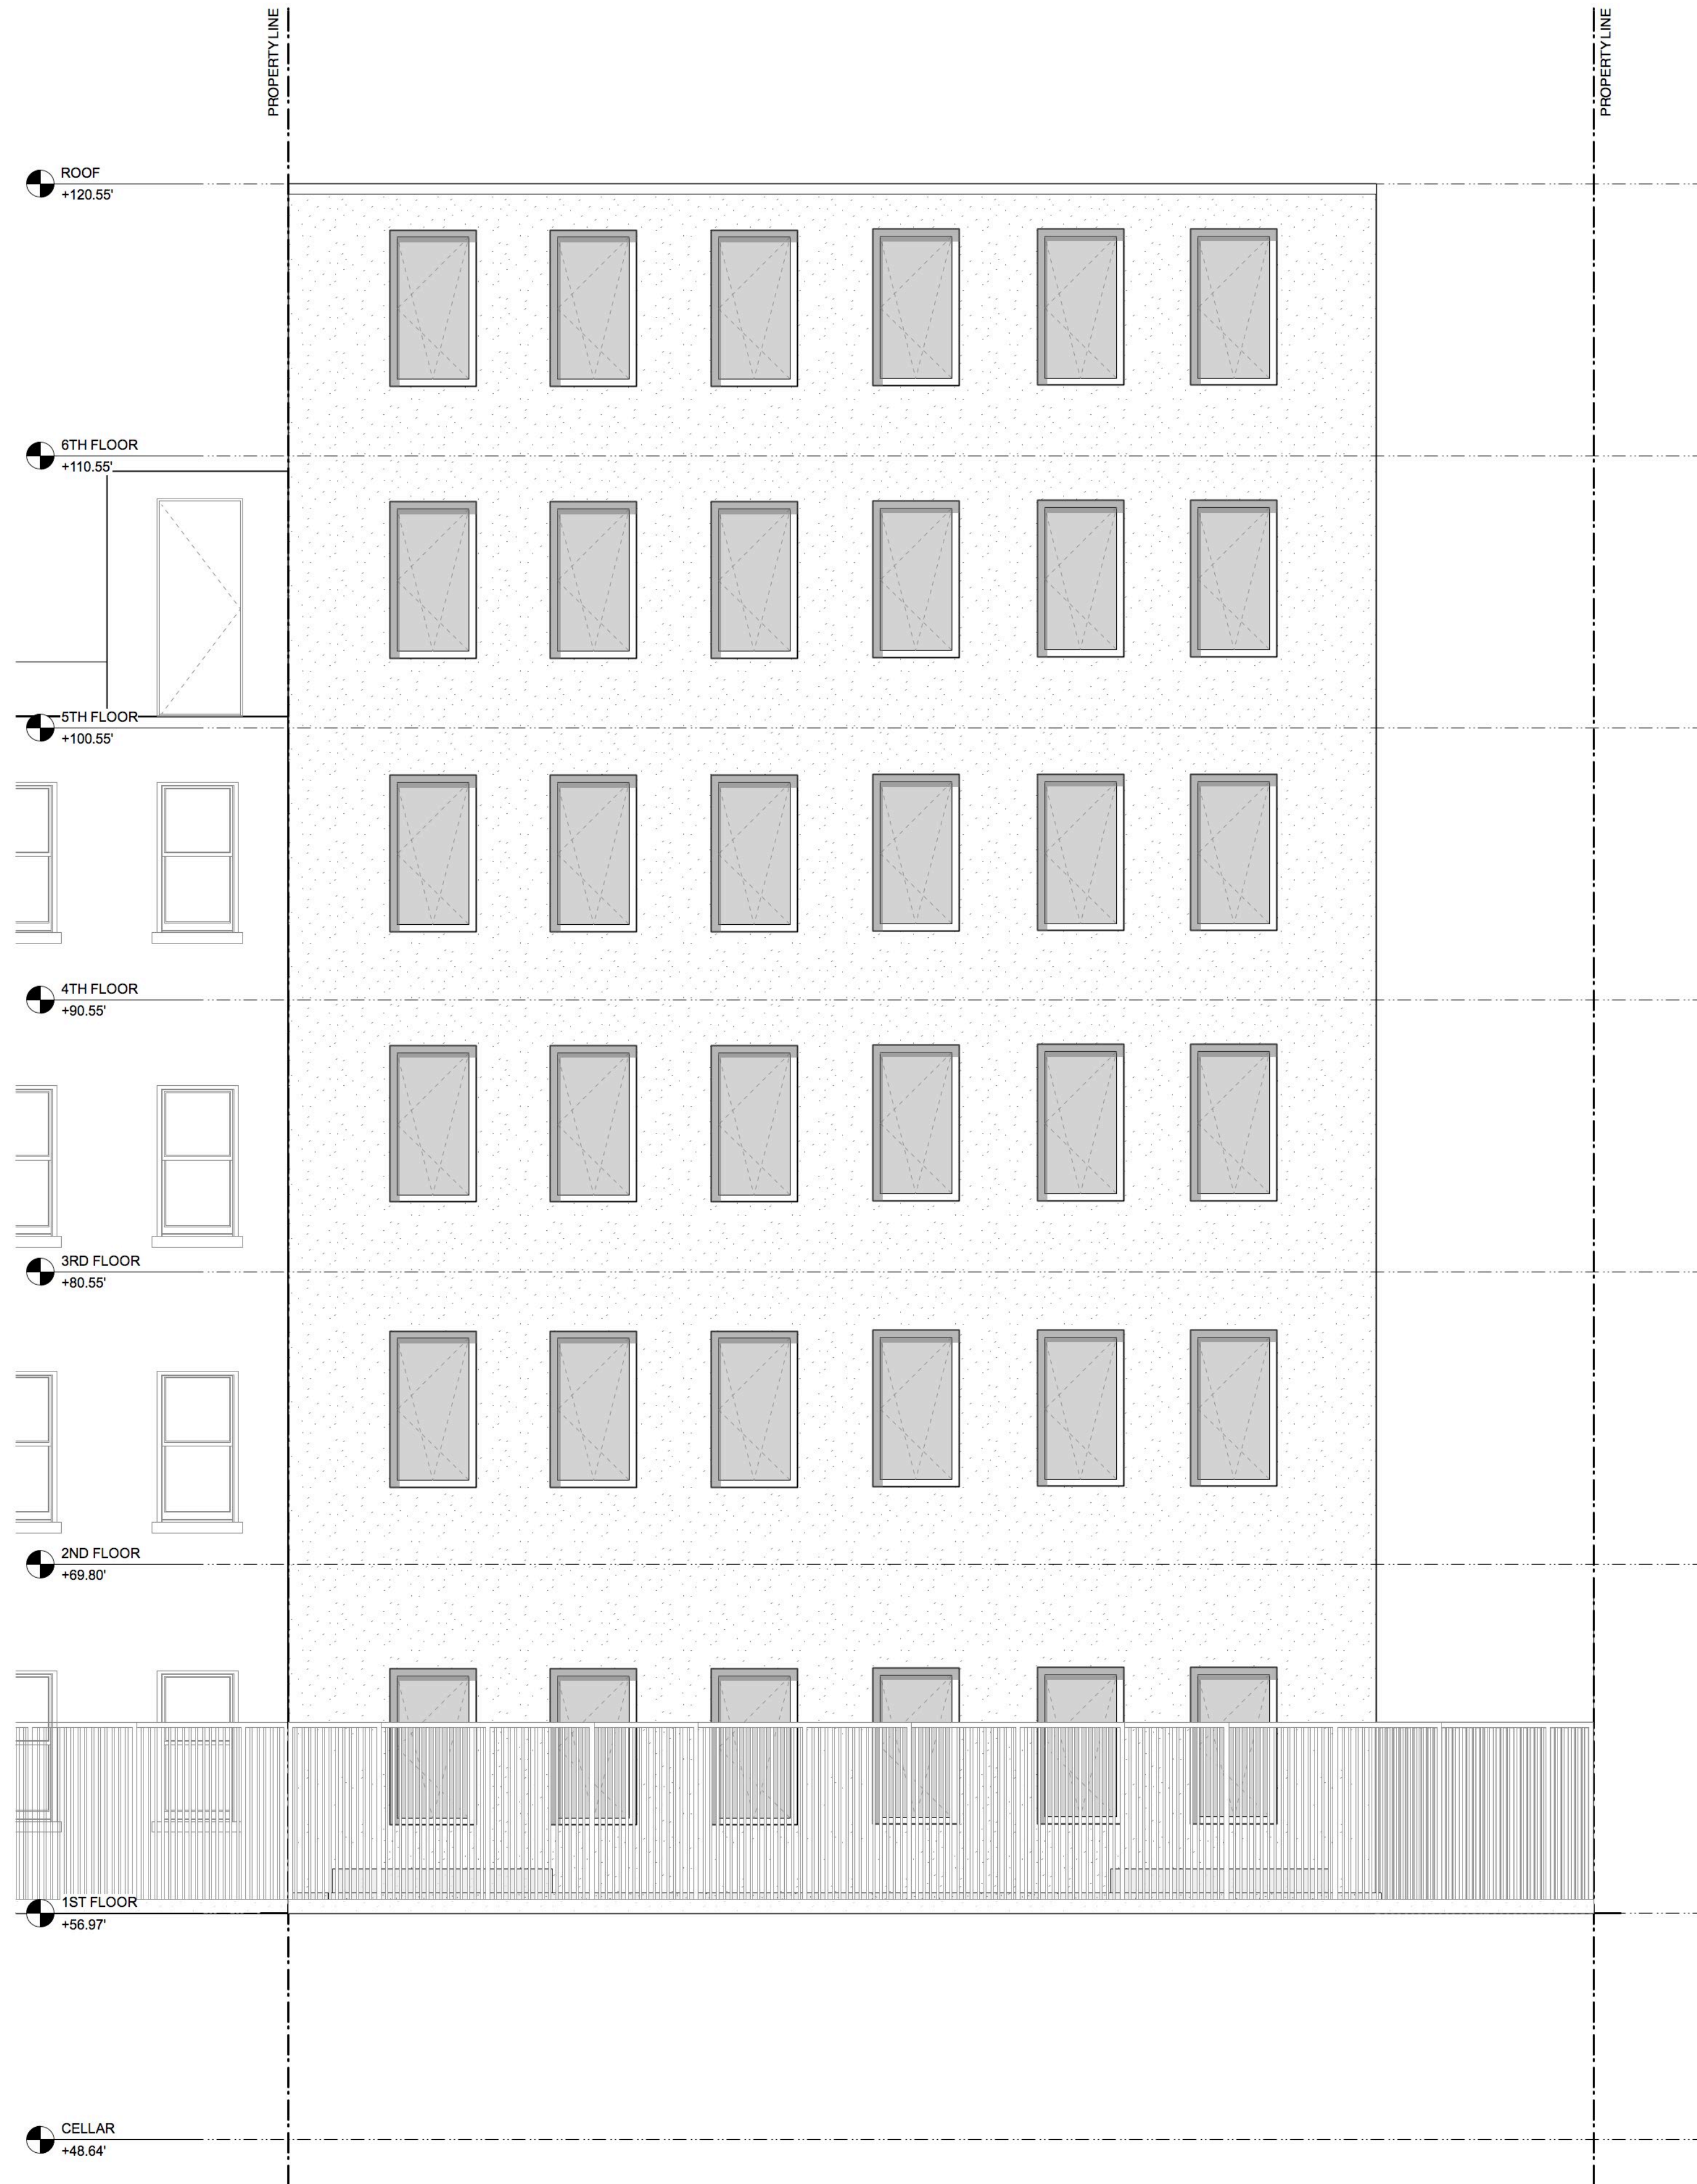 PROPERTY LINE
PROPERTY LINE
ROOF
+120.55'
6TH FLOOR
+110.55'
5TH FLOOR
+100.55'
4TH FLOOR
+90.55'
3RD FLOOR
+80.55'
2ND FLOOR
+69.80'
1ST FLOOR
+56.97'
CELLAR
+48.64'